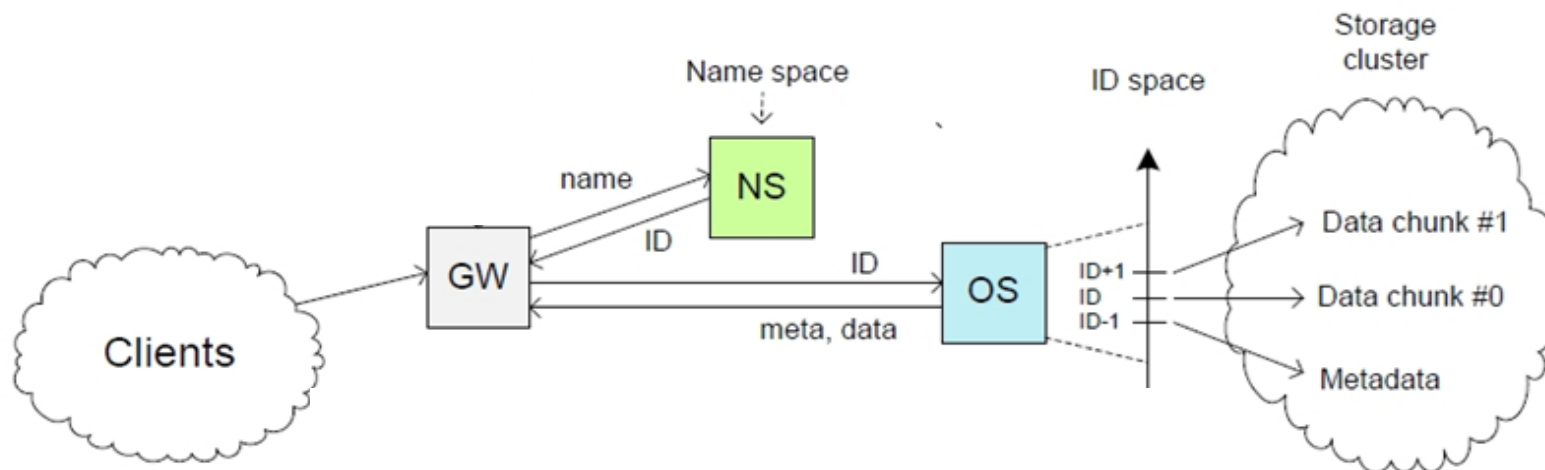 Storage
cluster
Name space
ID space
name
NS
ID
GW
ID
OS
meta, data
ID+1
ID
ID-1
Data chunk #1
Data chunk #0
Metadata
Clients